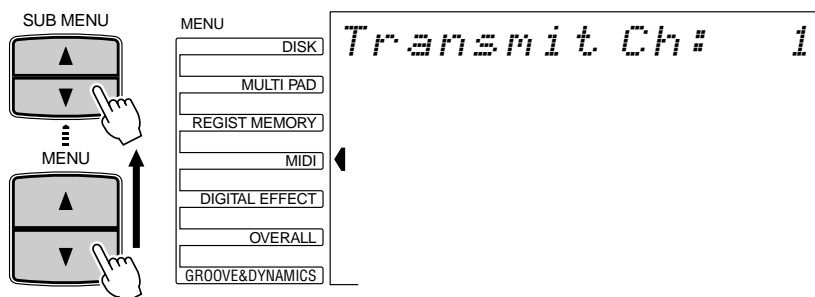 SUB MENU
MENU
MENU
DISK
MULTI PAD
REGIST MEMORY
MIDI
DIGITAL EFFECT
OVERALL
GROOVE&DYNAMICS
Transmit Ch: 1